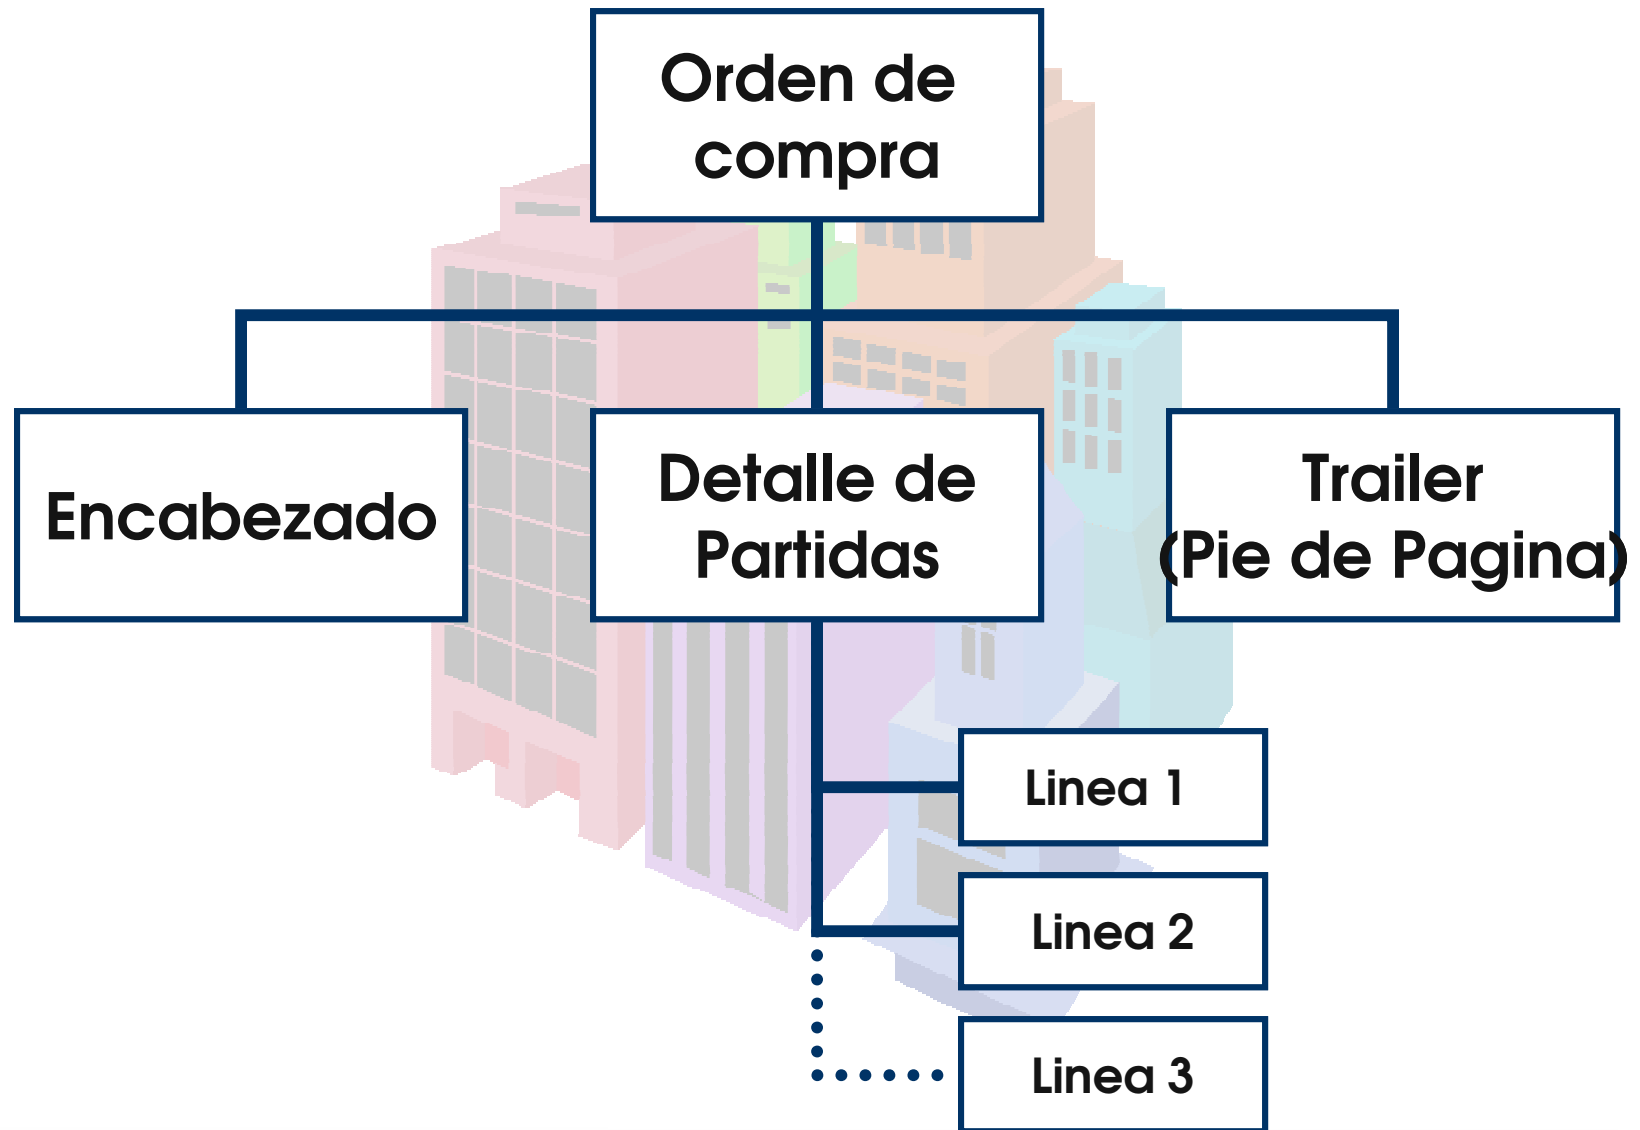 Orden de
compra
Encabezado
Detalle de
Partidas
Trailer
(Pie de Pagina)
Linea 1
Linea 2
Linea 3